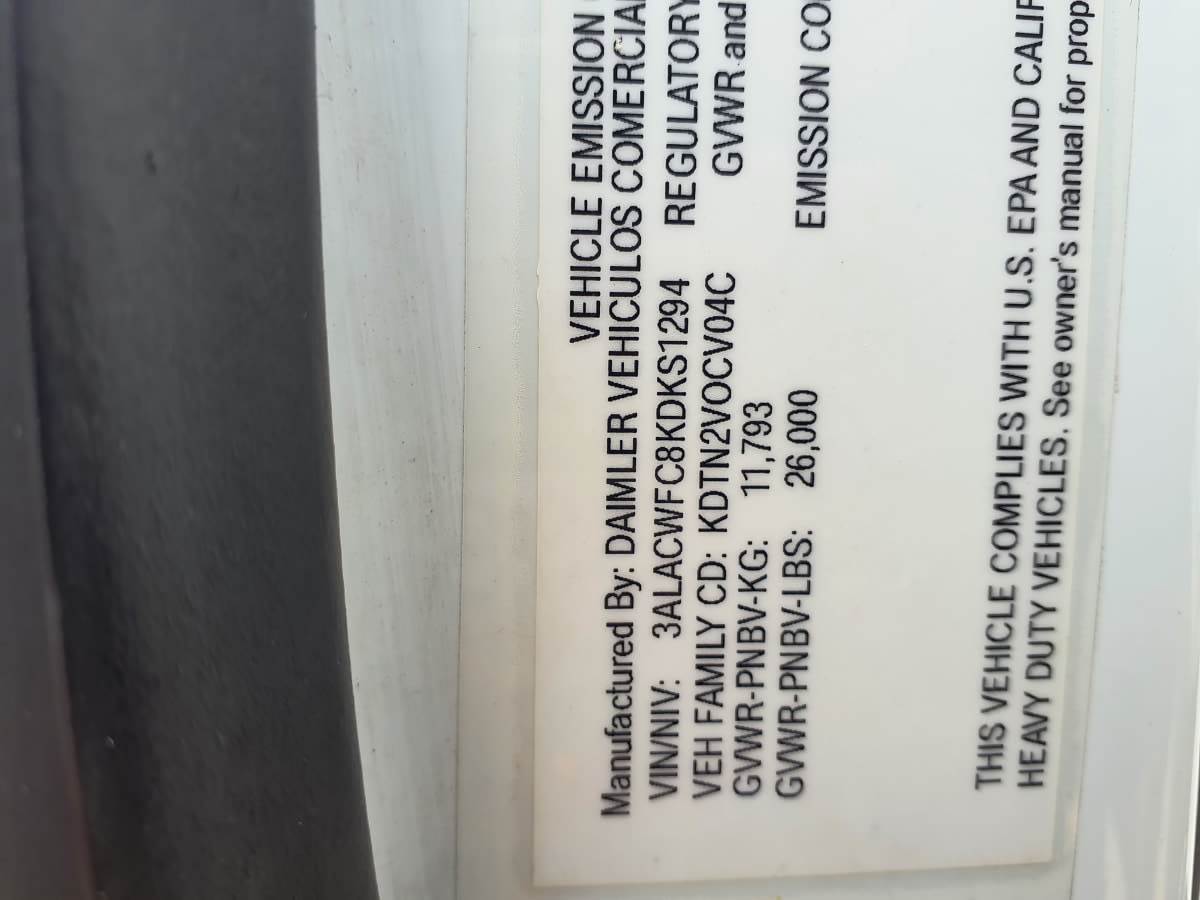 VEHICLE EMISSION
Manufactured By: DAIMLER VEHICULOS COMERCIA
VIN/NIV: 3ALACWFC8KDKS1294 REGULATORY
VEH FAMILY CD: KDTN2VOCV04C GVWR and
GVWR-PNBV-KG: 11,793
GVWR-PNBV-LBS: 26,000 EMISSION CO
THIS VEHICLE COMPLIES WITH U.S. EPA AND CALIF
HEAVY DUTY VEHICLES. See owner's manual for prop